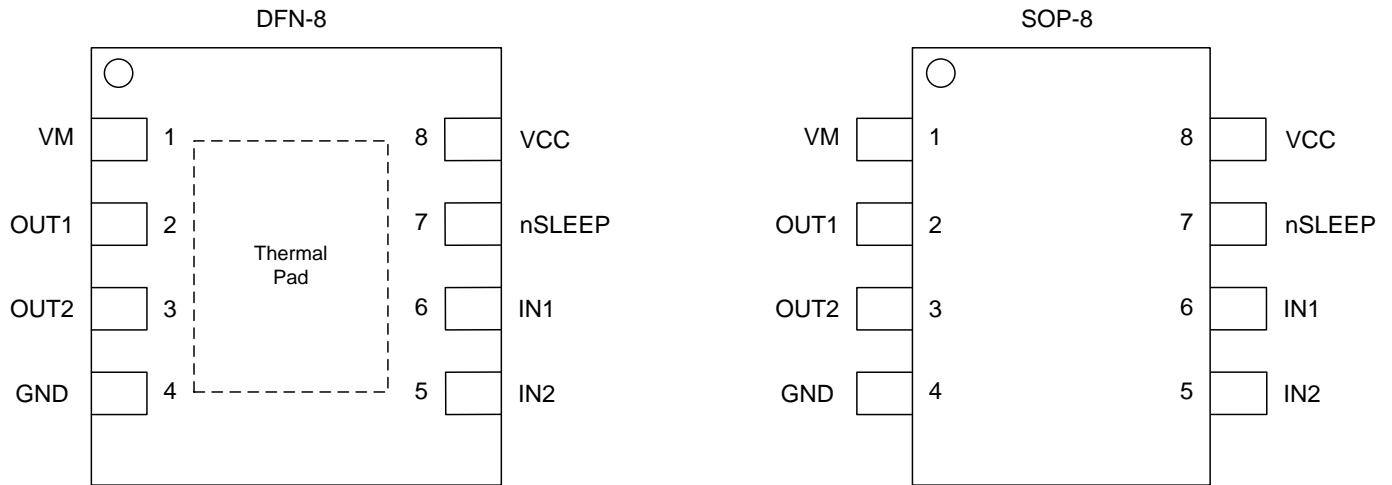 DFN-8
VM 1 8 VCC
OUT1 2 7 nSLEEP
Thermal
Pad
OUT2 3 6 IN1
GND 4 5 IN2
SOP-8
VM 1 8 VCC
OUT1 2 7 nSLEEP
OUT2 3 6 IN1
GND 4 5 IN2